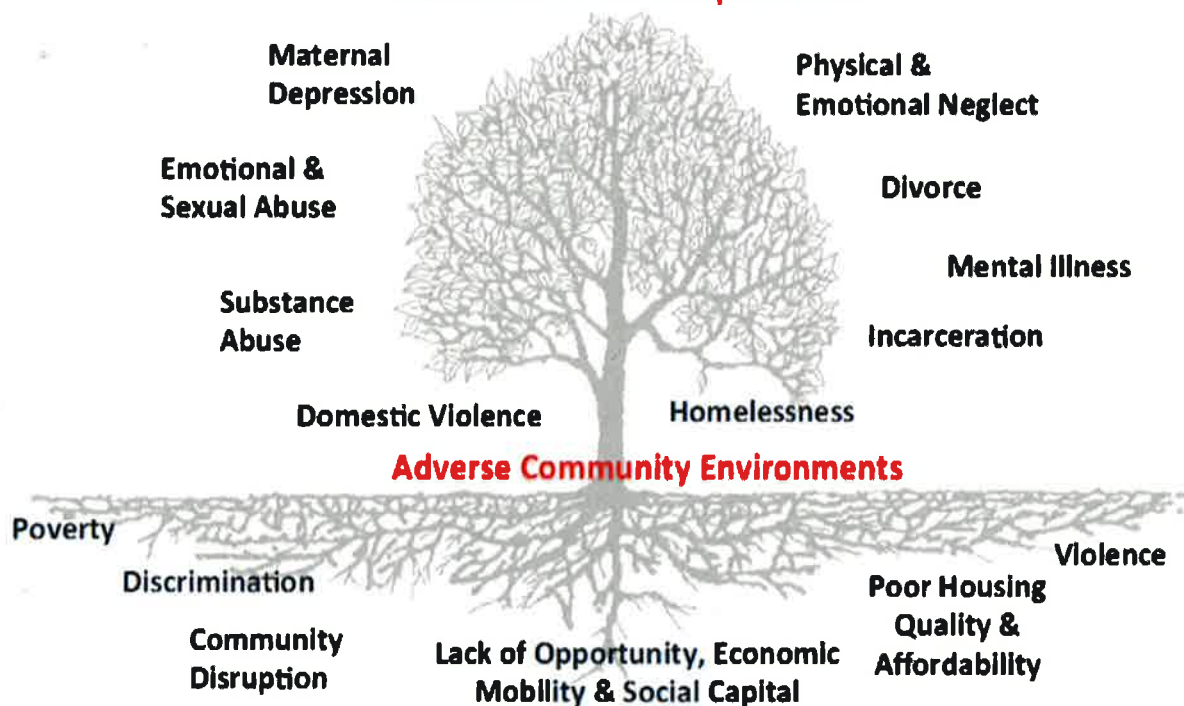 Maternal
Depression
Physical &
Emotional Neglect
Emotional &
Sexual Abuse
Divorce
Mental Illness
Substance
Abuse
Incarceration
Domestic Violence
Homelessness
Adverse Community Environments
Poverty
Violence
Discrimination
Poor Housing
Quality &
Affordability
Community
Disruption
Lack of Opportunity, Economic
Mobility & Social Capital